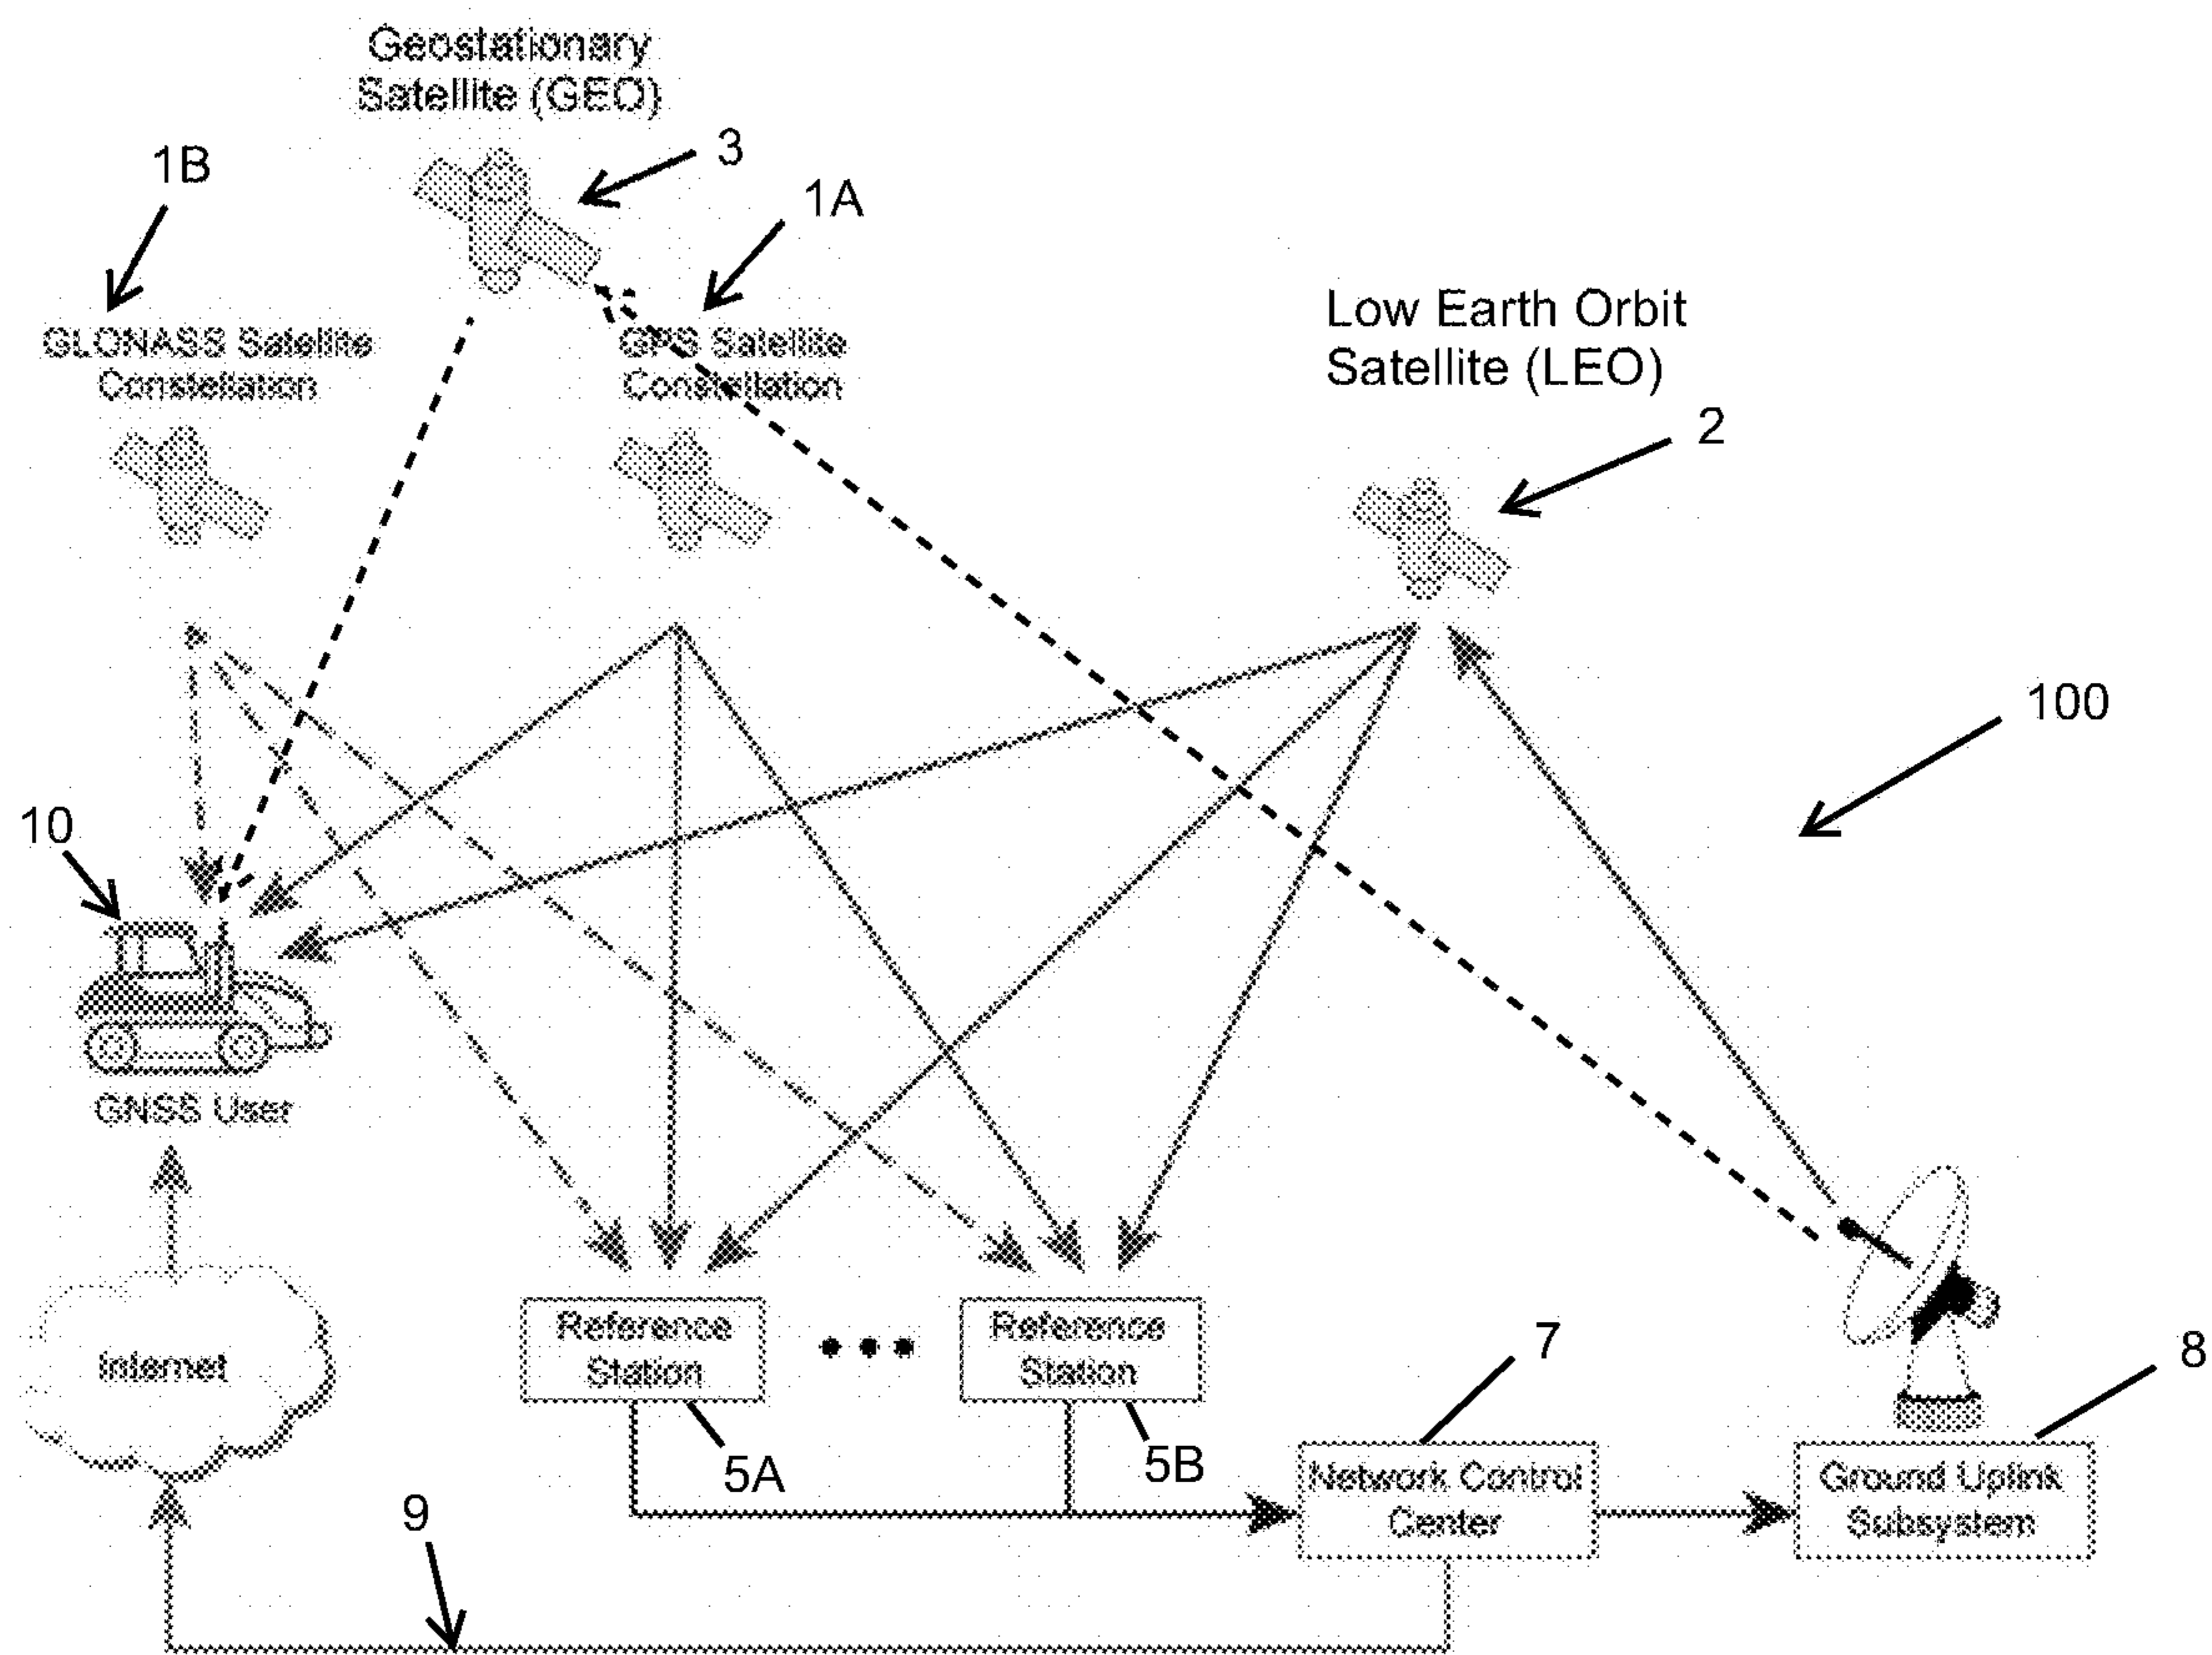 Geostationary
Satellite (GEO)
3
1B
1A
GLONASS Satellite
Constellation
GPS Satellite
Constellation
Low Earth Orbit
Satellite (LEO)
2
100
10
GNSS User
Internet
Reference
Station
Reference
Station
5A
5B
7
8
Network Control
Center
Ground Uplink
Subsystem
9